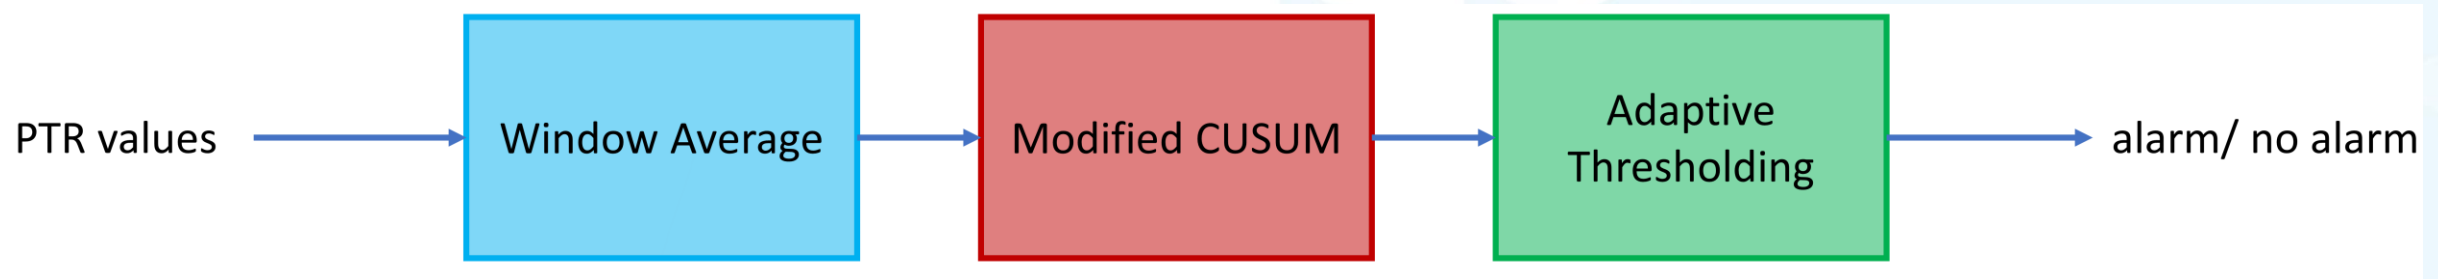 PTR values
Window Average
Modified CUSUM
Adaptive
Thresholding
alarm/ no alarm